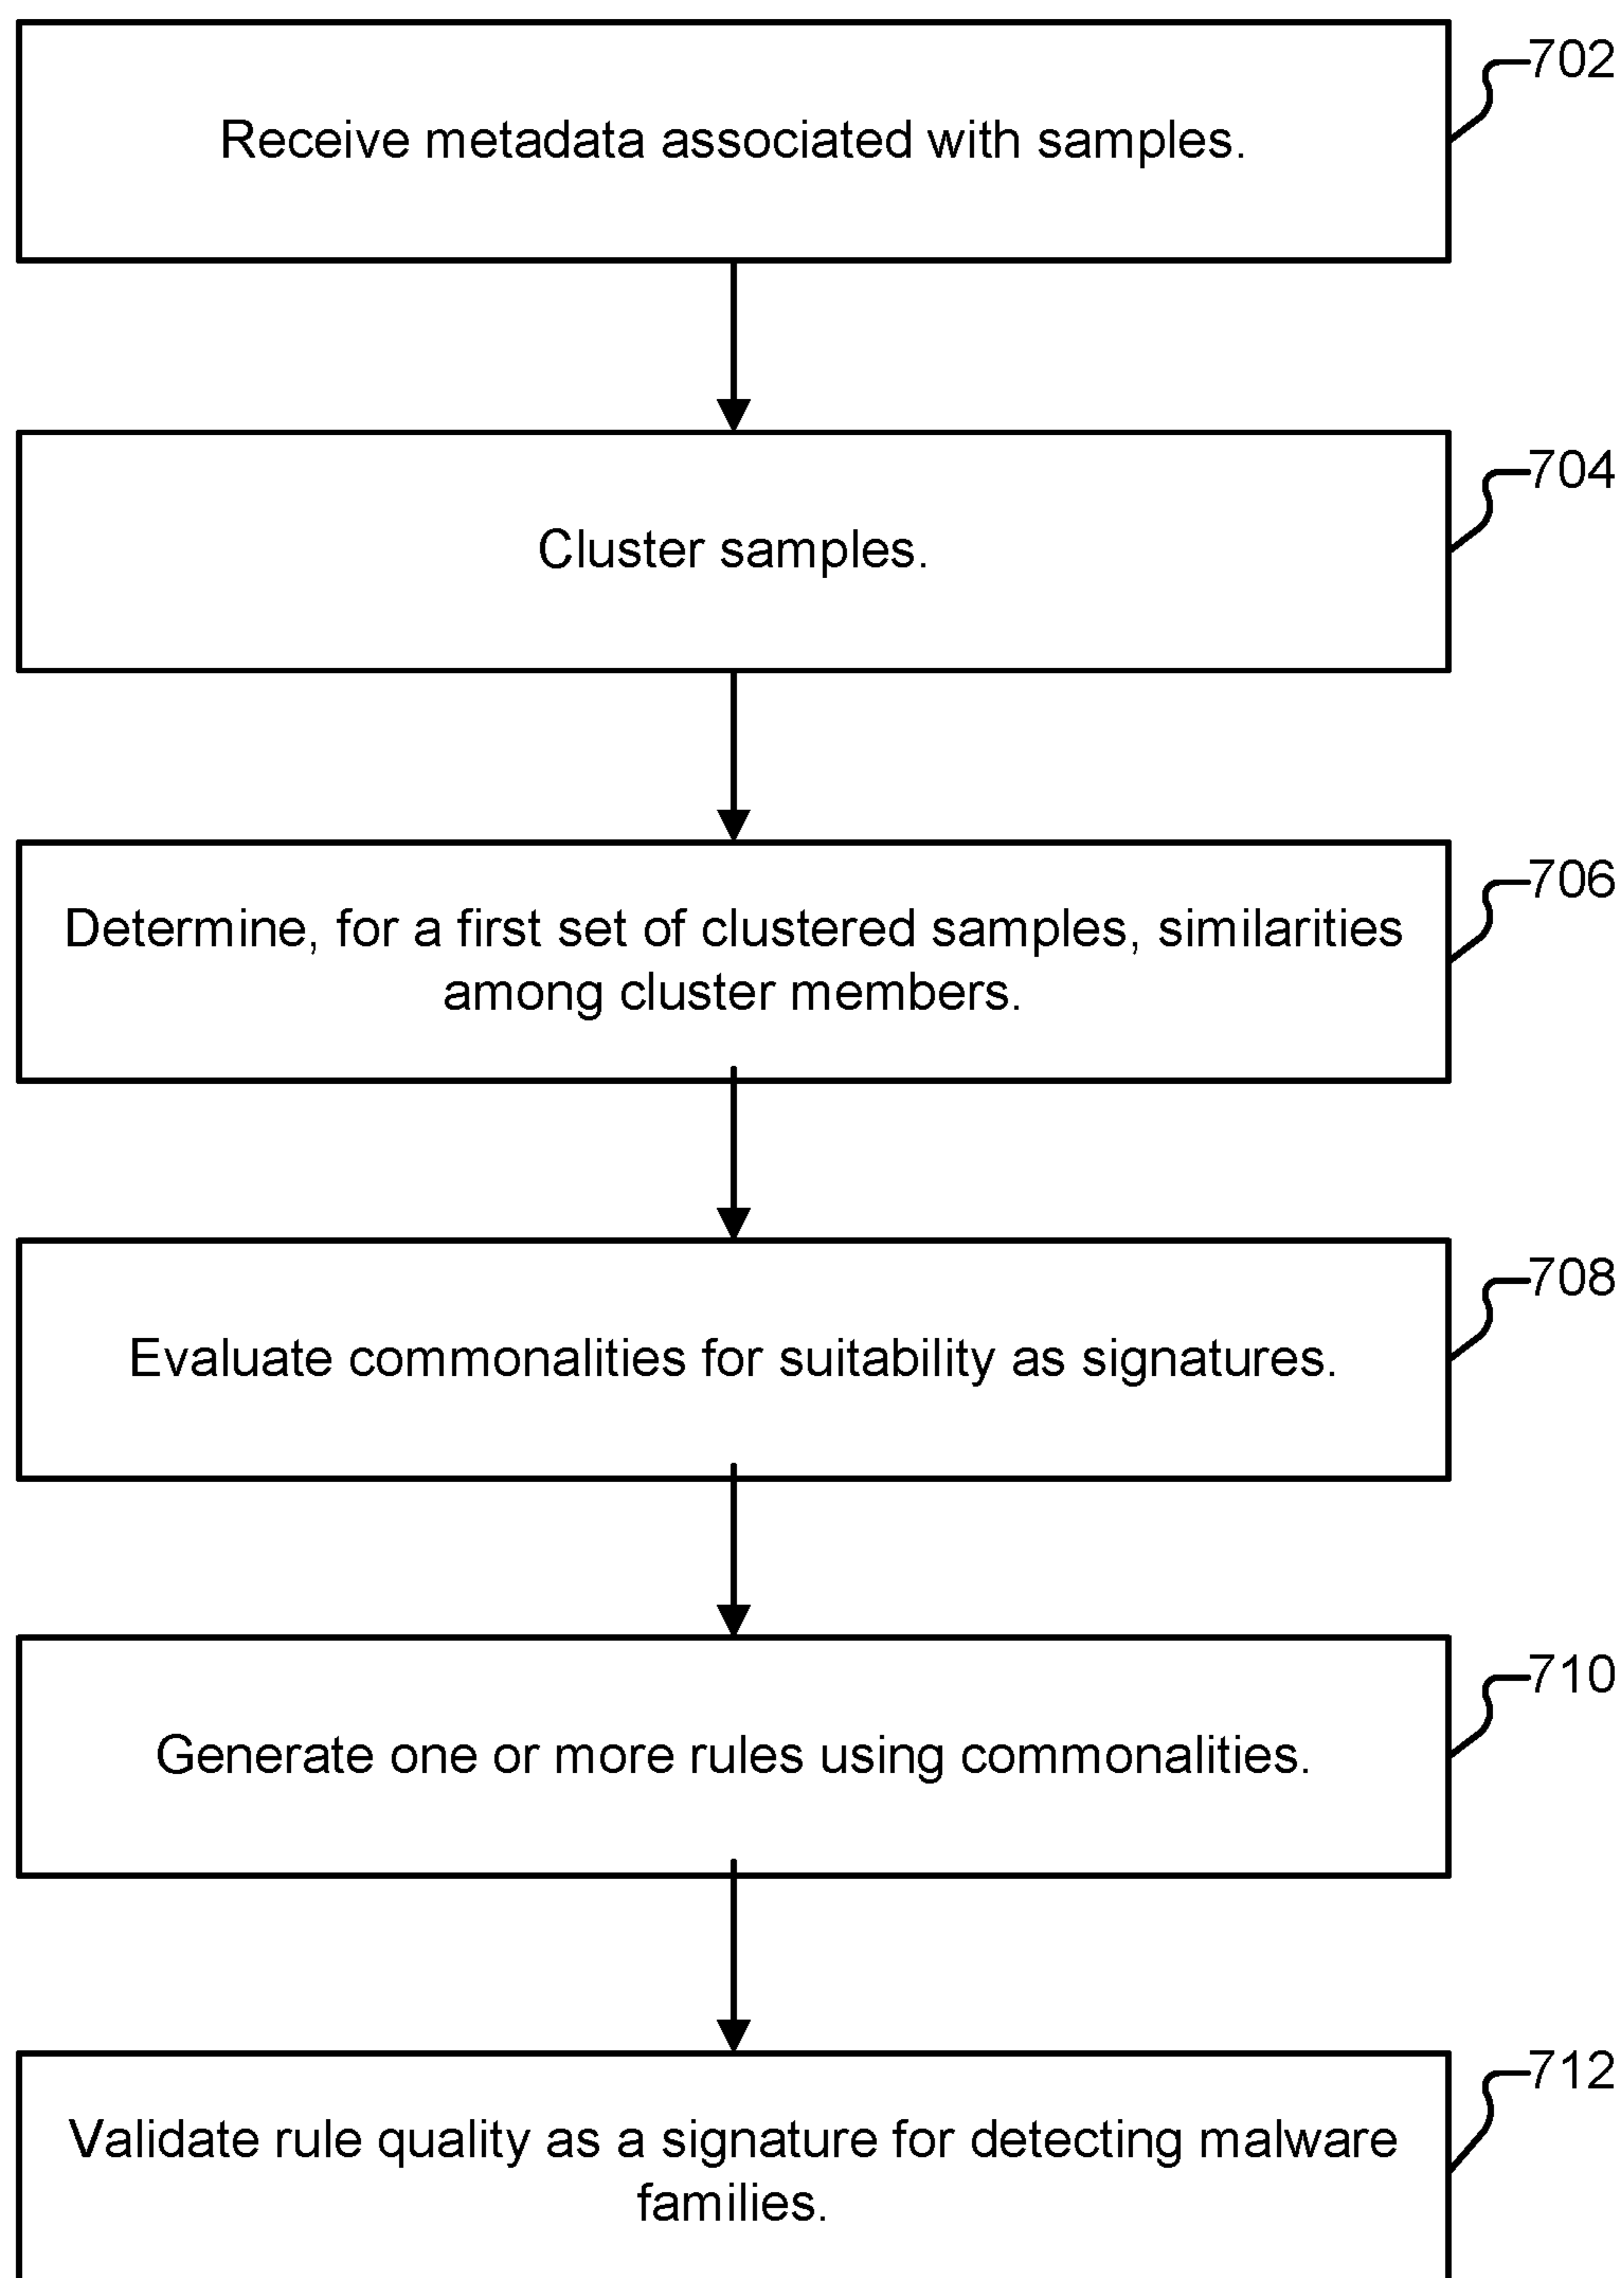 702
Receive metadata associated with samples.
704
Cluster samples.
706
Determine, for a first set of clustered samples, similarities
among cluster members.
708
Evaluate commonalities for suitability as signatures.
710
Generate one or more rules using commonalities.
712
Validate rule quality as a signature for detecting malware
families.